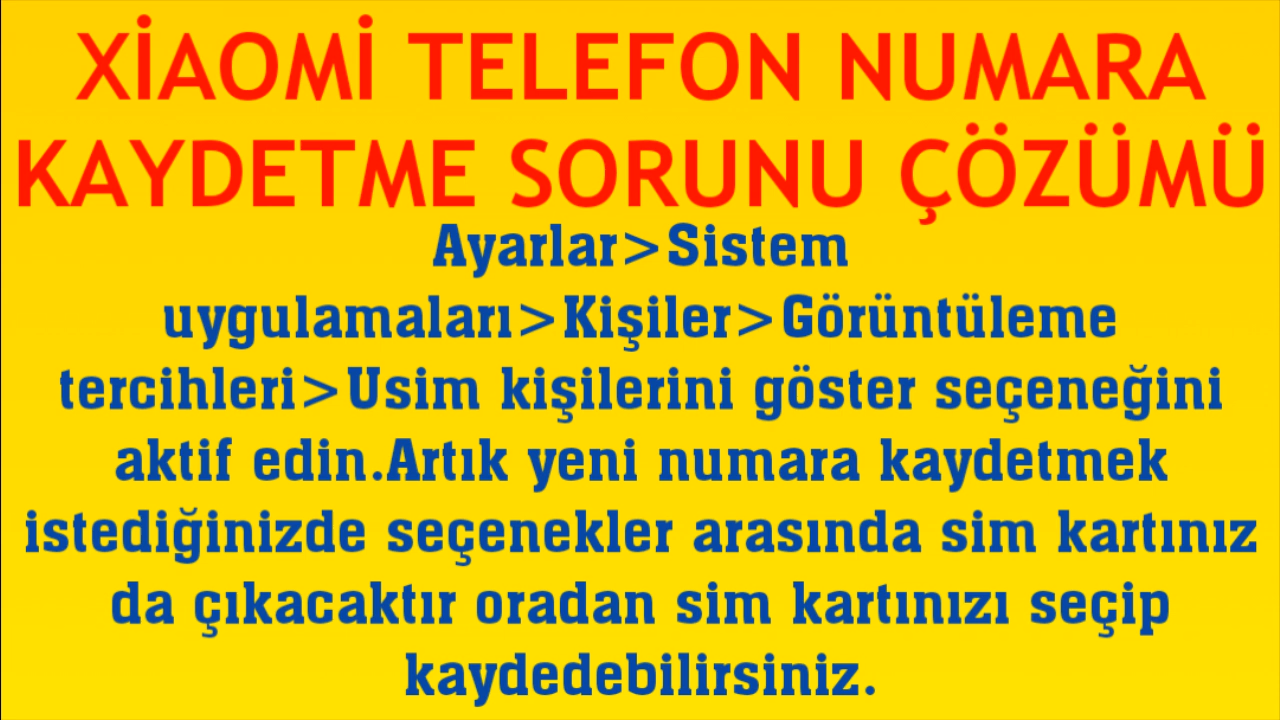 XİAOMİ TELEFON NUMARA
KAYDETME SORUNU ÇÖZÜMÜ
Ayarlar>Sistem
uygulamaları>Kişiler>Görüntüleme
tercihleri>Usim kişilerini göster seçeneğini
aktif edin.Artık yeni numara kaydetmek
istediğinizde seçenekler arasında sim kartınız
da çıkacaktır oradan sim kartınızı seçip
kaydedebilirsiniz.